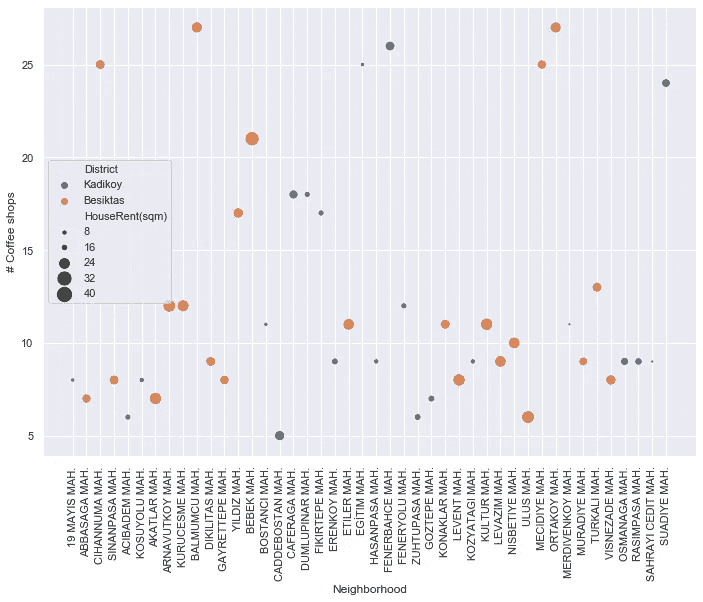 25
20
15
10
5
# Coffee shops
District
Kadikoy
Besiktas
HouseRent(sqm)
8
16
24
32
40
19 MAYIS MAH.
ABBASAGA MAH.
CIHANNUMA MAH.
SINANPASA MAH.
ACIBADEM MAH.
KOSUYOLU MAH.
AKATLAR MAH.
ARNAVUTKOY MAH.
KURUCESME MAH.
BALMUMCU MAH.
DIKILITAS MAH.
GAYRETTEPE MAH.
YILDIZ MAH.
BEBEK MAH.
BOSTANCI MAH.
CADDEBOSTAN MAH.
CAFERAGA MAH.
DUMLUPINAR MAH.
FIKIRTEPE MAH.
ERENKOY MAH.
ETILER MAH.
EGITIM MAH.
HASANPASA MAH.
FENERBAHCE MAH.
FENERYOLU MAH.
ZUHTUPASA MAH.
GOZTEPE MAH.
KONAKLAR MAH.
LEVENT MAH.
KOZYATAGI MAH.
KULTUR MAH.
LEVAZIM MAH.
NISBETIYE MAH.
ULUS MAH.
MECIDIYE MAH.
ORTAKOY MAH.
MERDIVENKOY MAH.
MURADIYE MAH.
TURKALI MAH.
VISNEZADE MAH.
OSMANAGA MAH.
RASIMPASA MAH.
SAHRAYI CEDIT MAH.
SUADIYE MAH.
Neighborhood